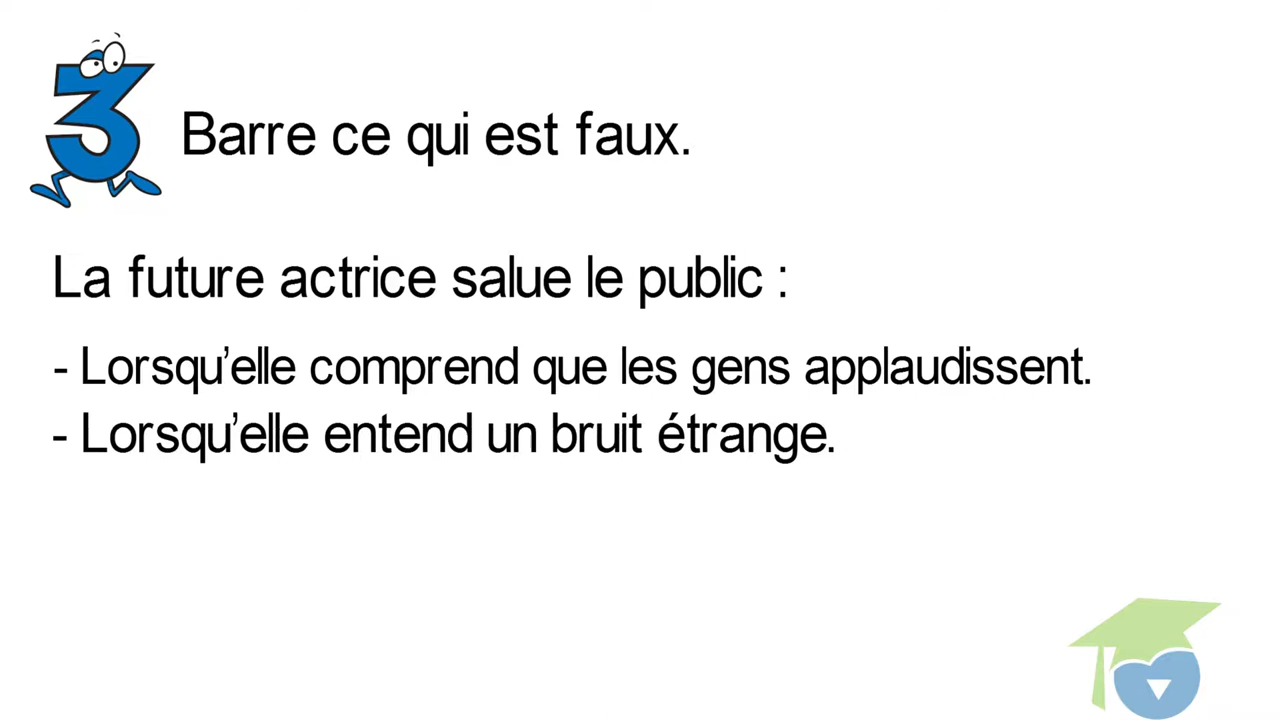 3 Barre ce qui est faux.
La future actrice salue le public :
- Lorsqu’elle comprend que les gens applaudissent.
- Lorsqu’elle entend un bruit étrange.